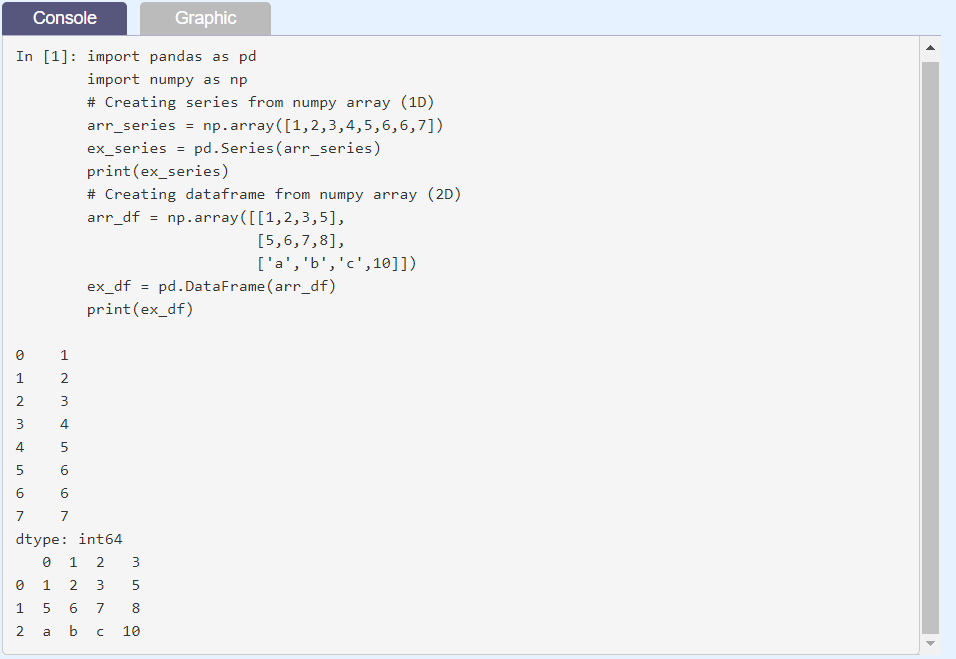 Console Graphic
In [1]: import pandas as pd
        import numpy as np
        # Creating series from numpy array (1D)
        arr_series = np.array([1,2,3,4,5,6,6,7])
        ex_series = pd.Series(arr_series)
        print(ex_series)
        # Creating dataframe from numpy array (2D)
        arr_df = np.array([[1,2,3,5],
                           [5,6,7,8],
                           ['a','b','c',10]])
        ex_df = pd.DataFrame(arr_df)
        print(ex_df)
0    1
1    2
2    3
3    4
4    5
5    6
6    6
7    7
dtype: int64
   0  1  2   3
0  1  2  3   5
1  5  6  7   8
2  a  b  c  10